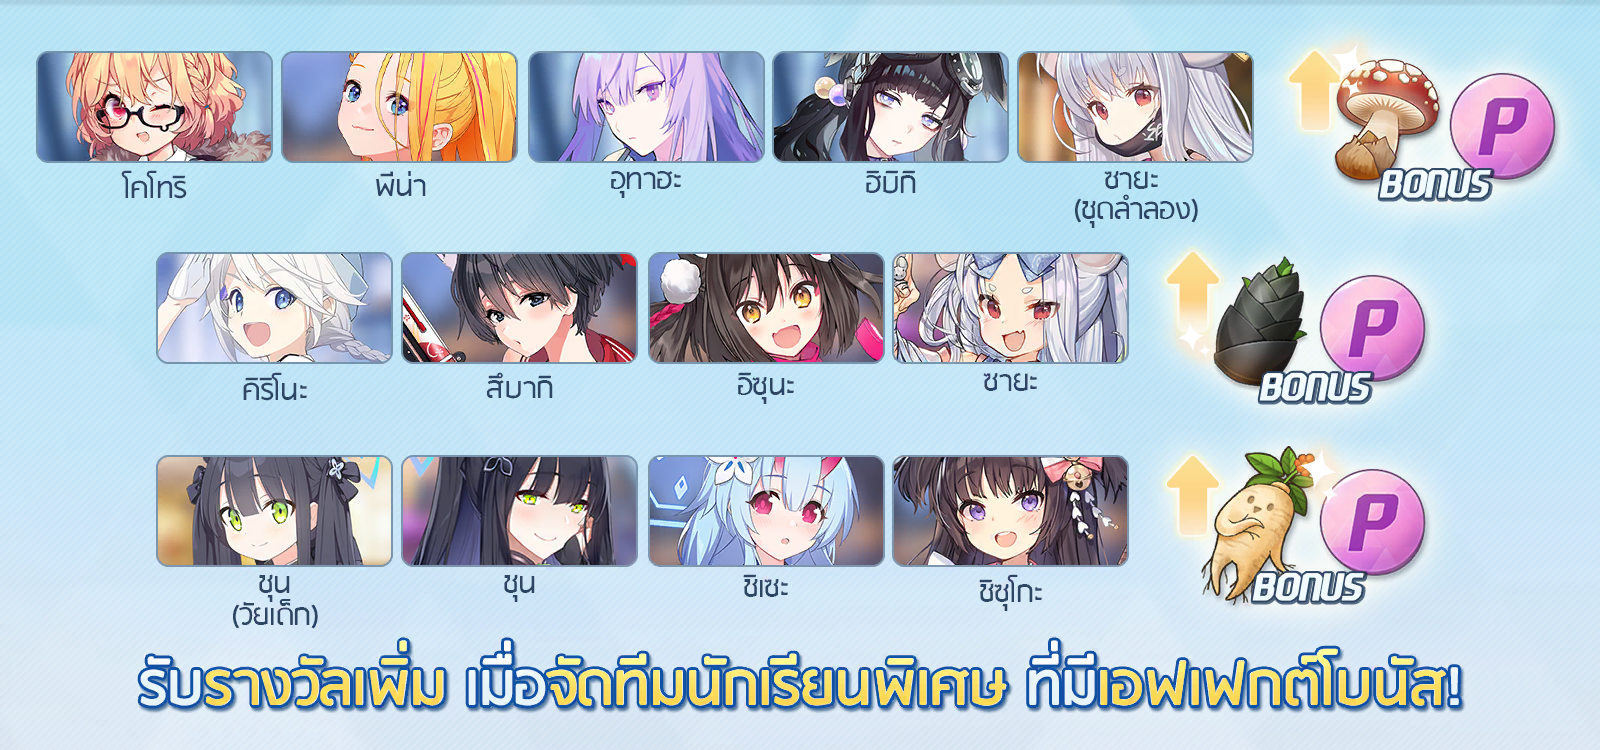 โคโทริ
พีน่า
อุทาฮะ
ฮิมิกิ
ซายะ
(ชุดลำลอง)
P
BONUS
คิริโนะ
สึบากิ
อิซุนะ
ซายะ
P
BONUS
ชุน
(วัยเด็ก)
ชุน
ชิเซะ
ชิซุโกะ
P
BONUS
รับรางวัลเพิ่ม เมื่อจัดทีมนักเรียนพิเศษ ที่มีเอฟเฟกต์โบนัส!